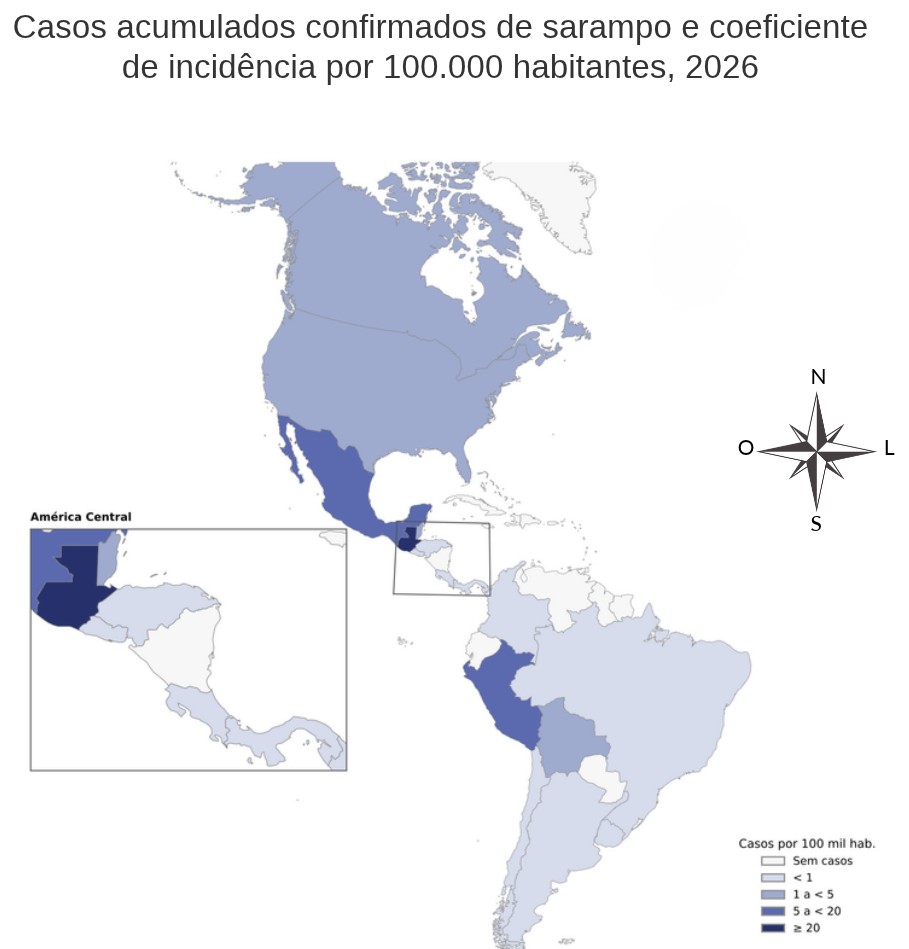 Casos acumulados confirmados de sarampo e coeficiente
de incidência por 100.000 habitantes, 2026
N
O
L
S
América Central
Casos por 100 mil hab.
Sem casos
< 1
1 a < 5
5 a < 20
≥ 20